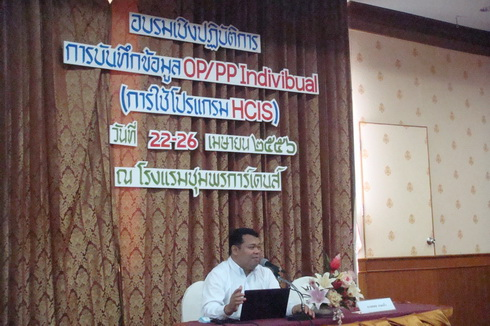 อบรมเชิงปฏิบัติการ
การบันทึกข้อมูล OP/PP Indivibual
(การใช้โปรแกรม HCIS)
วันที่ 22-26 เมษายน ๒๕๕๖
ณ โรงแรมชุมพรการ์เดนส์